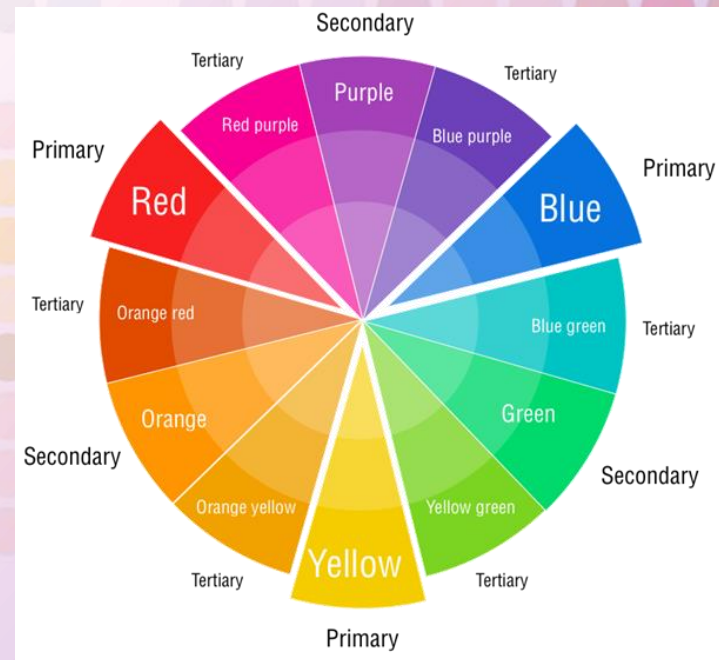 Secondary
Tertiary
Tertiary
Purple
Red purple
Blue purple
Primary
Primary
Red
Blue
Tertiary
Orange red
Blue green
Tertiary
Orange
Green
Secondary
Secondary
Orange yellow
Yellow green
Yellow
Tertiary
Tertiary
Primary